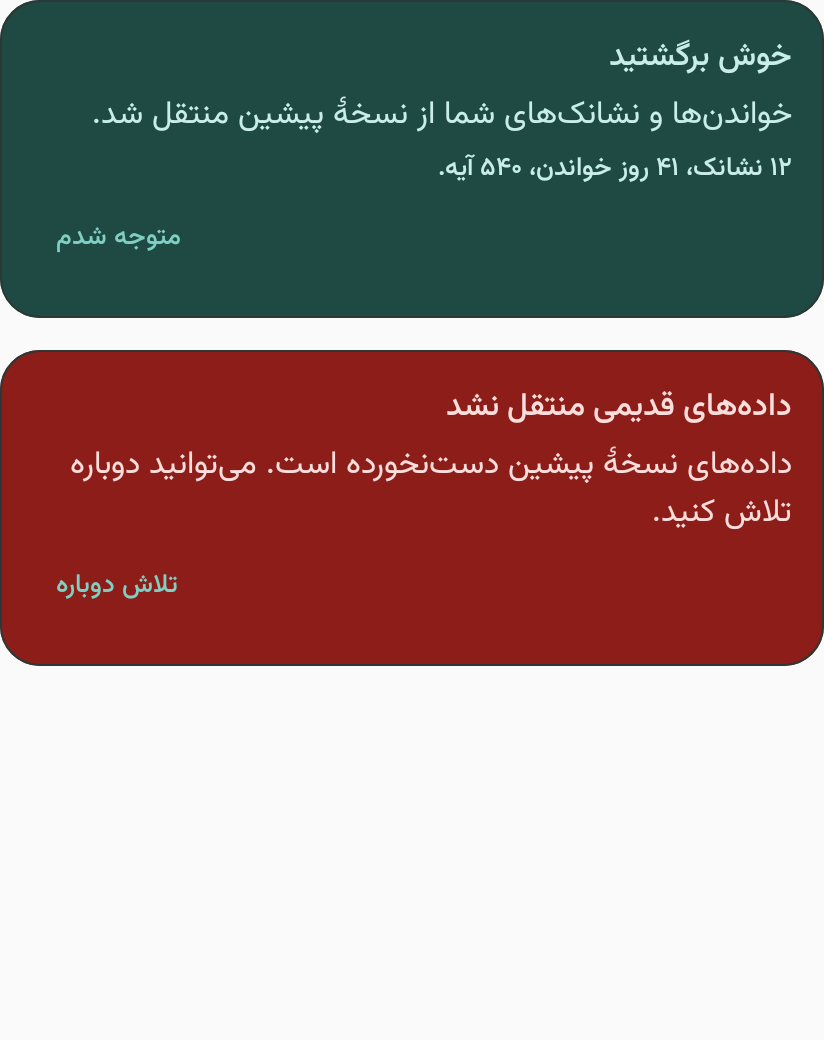 خوش برگشتید
خواندن‌ها و نشانک‌های شما از نسخهٔ پیشین منتقل شد.
۱۲ نشانک، ۴۱ روز خواندن، ۵۴۰ آیه.
متوجه شدم
داده‌های قدیمی منتقل نشد
داده‌های نسخهٔ پیشین دست‌نخورده است. می‌توانید دوباره
تلاش کنید.
تلاش دوباره